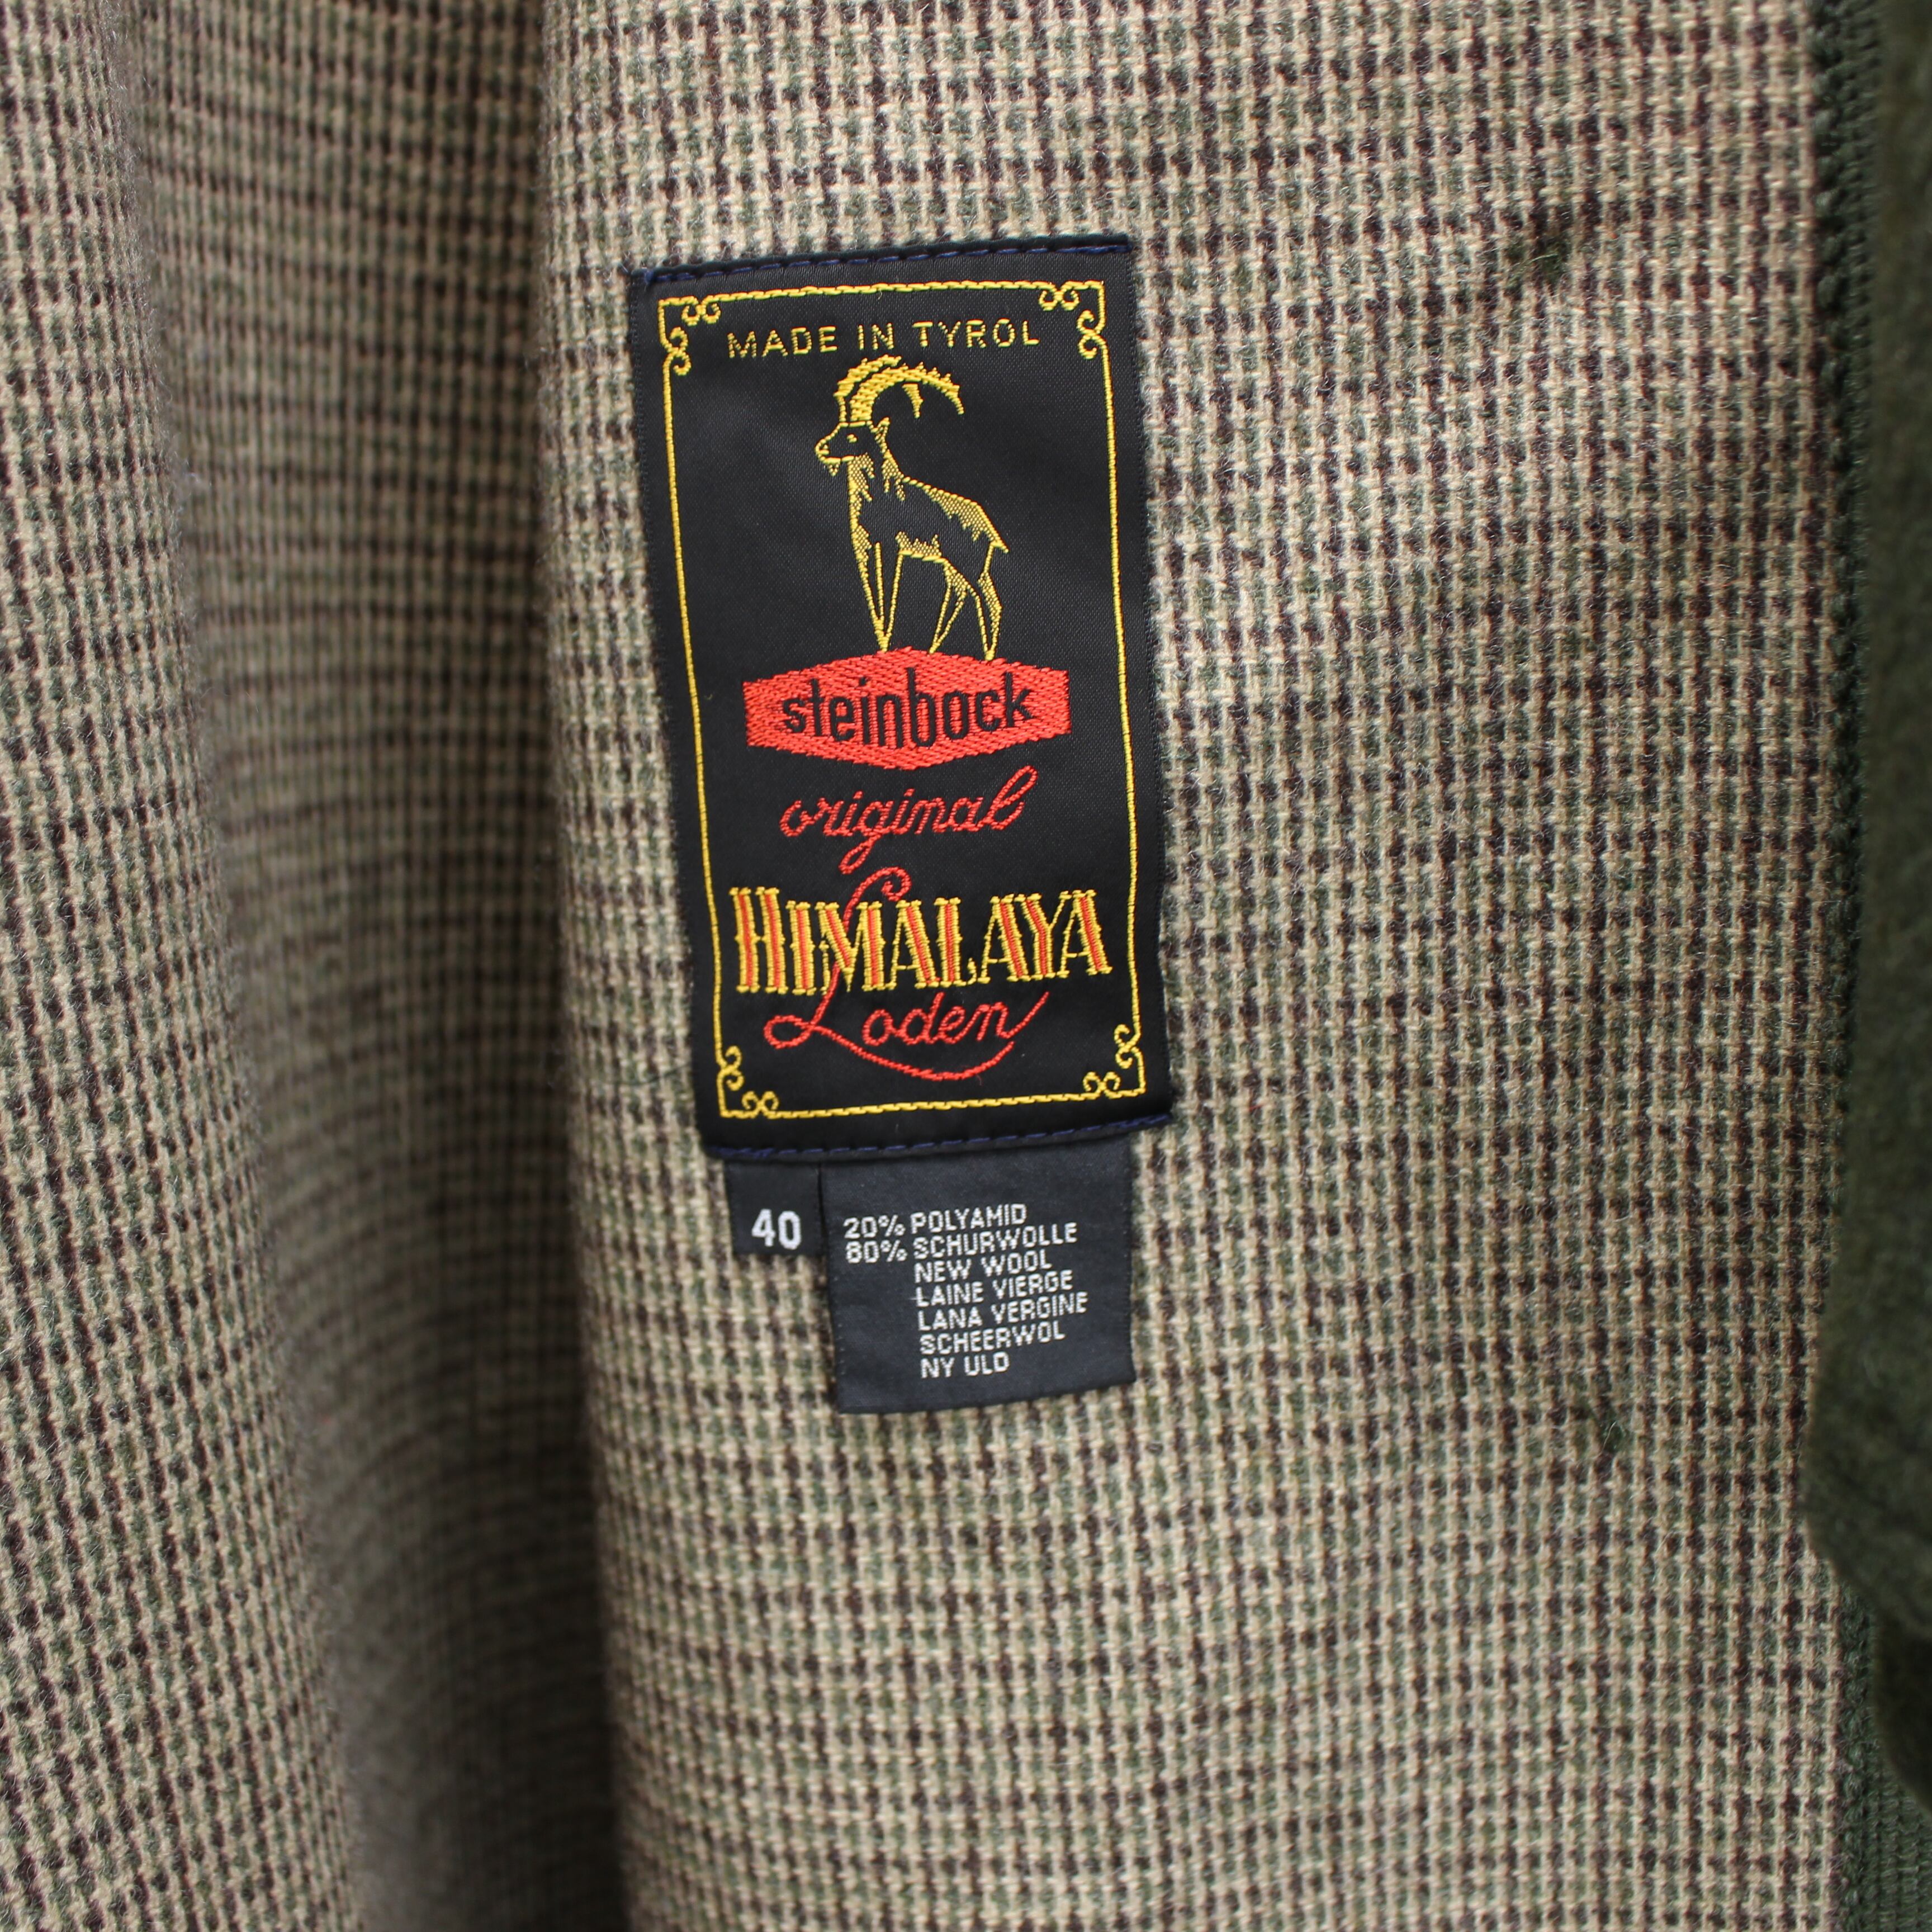 MADE IN TYROL
steinbock
original
HIMALAYA
Loden
40
20% POLYAMID
80% SCHURWOLLE
NEW WOOL
LAINE VIERGE
LANA VERGINE
SCHEERWOL
NY ULD